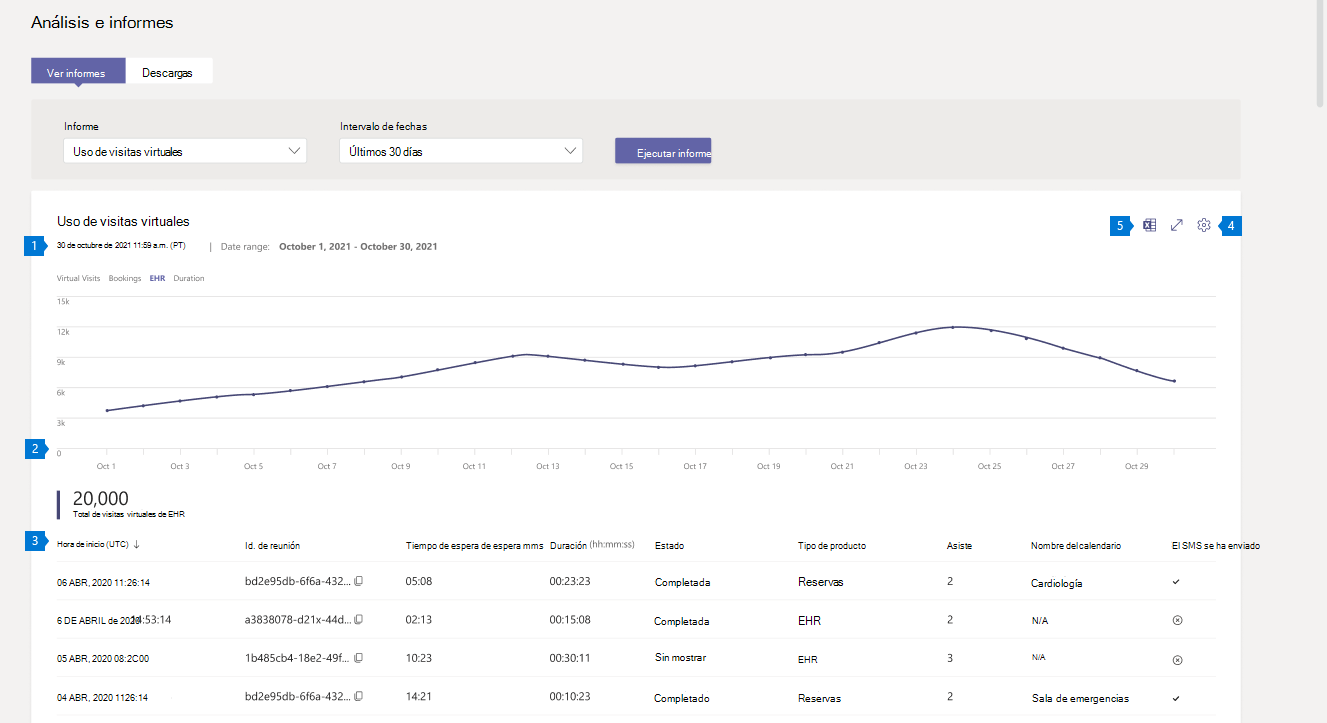 Análisis e informes
Ver informes Descargas
Informe Intervalo de fechas
Uso de visitas virtuales Últimos 30 días Ejecutar informe
Uso de visitas virtuales 5 4
1 30 de octubre de 2021 11:59 a.m. (PT) | Date range: October 1, 2021 - October 30, 2021
Virtual Visits Bookings EHR Duration
15k
12k
9k
6k
3k
2 0
Oct 1 Oct 3 Oct 5 Oct 7 Oct 9 Oct 11 Oct 13 Oct 15 Oct 17 Oct 19 Oct 21 Oct 23 Oct 25 Oct 27 Oct 29
20,000
Total de visitas virtuales de EHR
3 Hora de inicio (UTC) ↓ Id. de reunión Tiempo de espera de espera mms Duración (hh:mm:ss) Estado Tipo de producto Asiste Nombre del calendario El SMS se ha enviado
06 ABR, 2020 11:26:14 bd2e95db-6f6a-432... 05:08 00:23:23 Completada Reservas 2 Cardiología
6 DE ABRIL de 2020 14:53:14 a3838078-d21x-44d... 02:13 00:15:08 Completada EHR 2 N/A
05 ABR, 2020 08:2C00 1b485cb4-18e2-49f... 10:23 00:30:11 Sin mostrar EHR 3 N/A
04 ABR, 2020 1126:14 bd2e95db-6f6a-432... 14:21 00:10:23 Completado Reservas 2 Sala de emergencias